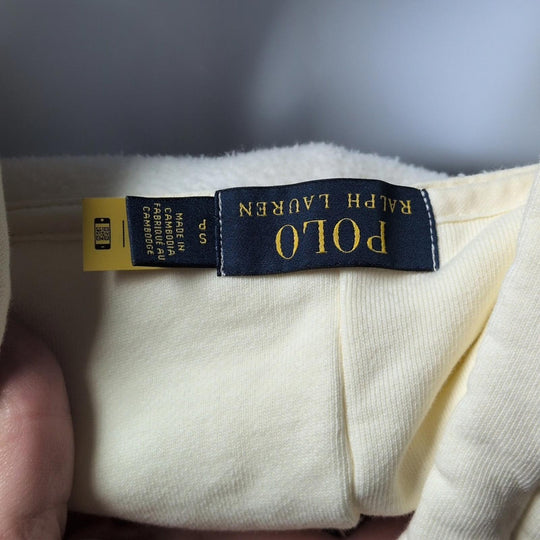 POLO
RALPH LAUREN
S
P
MADE IN
CAMBODIA
FABRIQUÉ AU
CAMBODGE